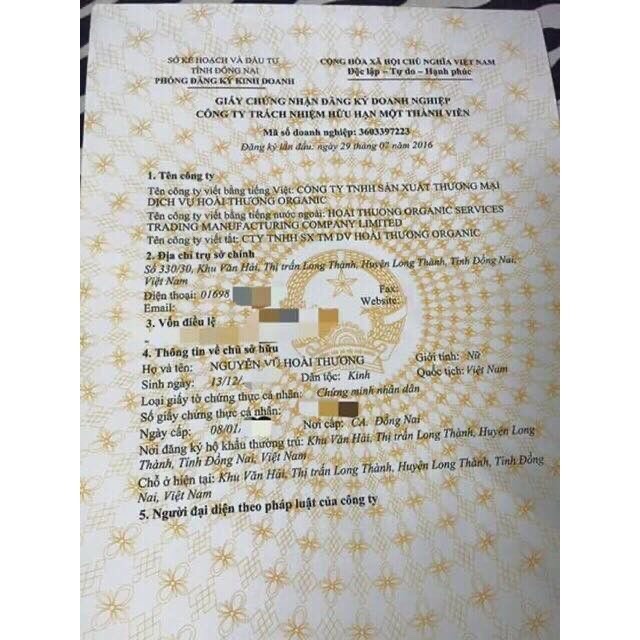 SỞ KẾ HOẠCH VÀ ĐẦU TƯ
TỈNH ĐỒNG NAI
PHÒNG ĐĂNG KÝ KINH DOANH
CỘNG HÒA XÃ HỘI CHỦ NGHĨA VIỆT NAM
Độc lập – Tự do – Hạnh phúc
GIẤY CHỨNG NHẬN ĐĂNG KÝ DOANH NGHIỆP
CÔNG TY TRÁCH NHIỆM HỮU HẠN MỘT THÀNH VIÊN
Mã số doanh nghiệp: 3603397223
Đăng ký lần đầu: ngày 29 tháng 07 năm 2016
1. Tên công ty
Tên công ty viết bằng tiếng Việt: CÔNG TY TNHH SẢN XUẤT THƯƠNG MẠI
DỊCH VỤ HOÀI THƯƠNG ORGANIC
Tên công ty viết bằng tiếng nước ngoài: HOAI THUONG ORGANIC SERVICES
TRADING MANUFACTURING COMPANY LIMITED
Tên công ty viết tắt: CTY TNHH SX TM DV HOÀI THƯƠNG ORGANIC
2. Địa chỉ trụ sở chính
Số 330/30, Khu Văn Hải, Thị trấn Long Thành, Huyện Long Thành, Tỉnh Đồng Nai,
Việt Nam
Điện thoại: 01698 Fax:
Email: Website:
3. Vốn điều lệ
4. Thông tin về chủ sở hữu
Họ và tên: NGUYỄN VŨ HOÀI THƯƠNG Giới tính: Nữ
Sinh ngày: 13/12/ Dân tộc: Kinh Quốc tịch: Việt Nam
Loại giấy tờ chứng thực cá nhân: Chứng minh nhân dân
Số giấy chứng thực cá nhân:
Ngày cấp: 08/01/ Nơi cấp: CA. Đồng Nai
Nơi đăng ký hộ khẩu thường trú: Khu Văn Hải, Thị trấn Long Thành, Huyện Long
Thành, Tỉnh Đồng Nai, Việt Nam
Chỗ ở hiện tại: Khu Văn Hải, Thị trấn Long Thành, Huyện Long Thành, Tỉnh Đồng
Nai, Việt Nam
5. Người đại diện theo pháp luật của công ty